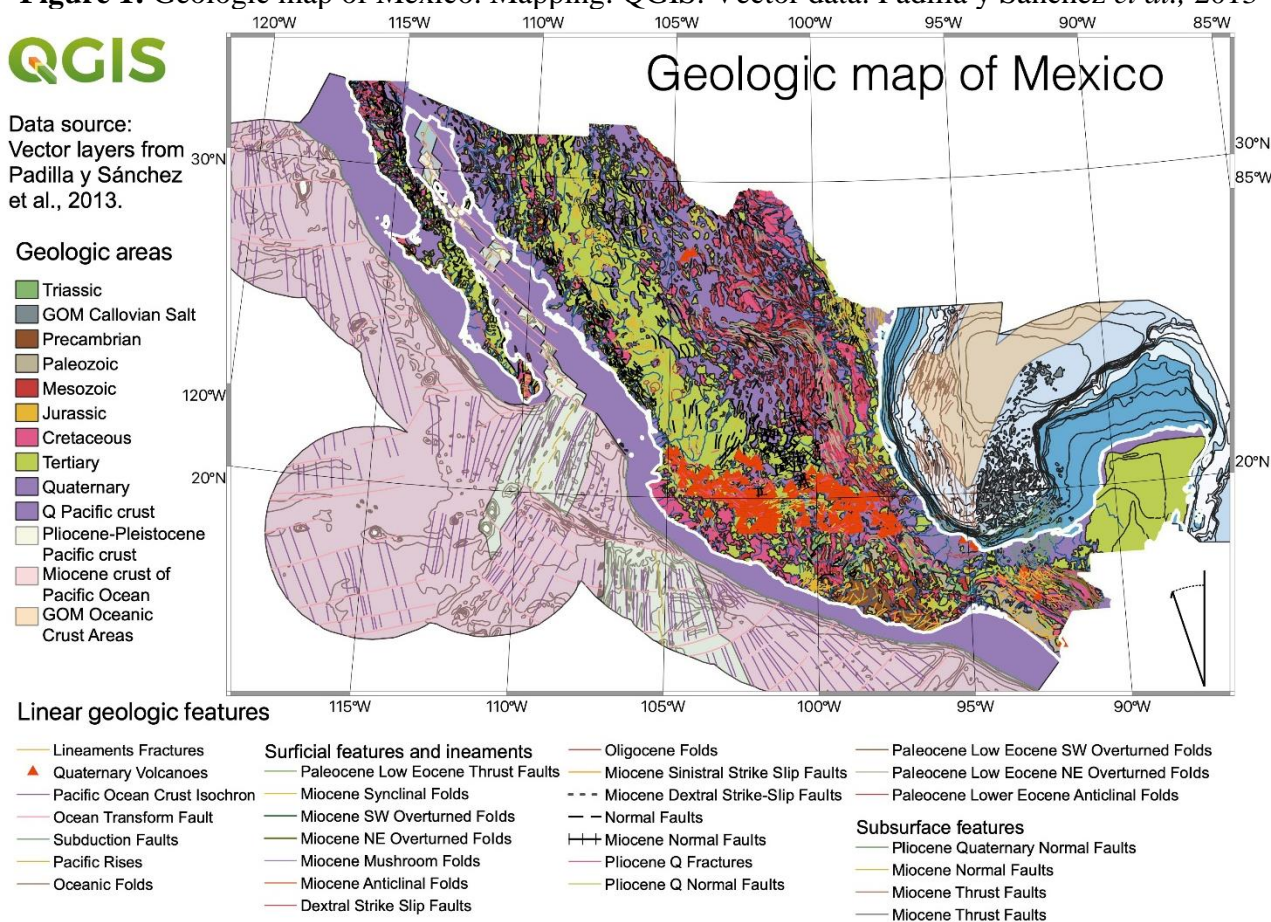 Figure 1. Geologic map of Mexico. Mapping: QGIS. Vector data: Padilla y Sánchez et al., 2013
120°W
115°W
110°W
105°W
100°W
95°W
90°W
85°W
QGIS
Geologic map of Mexico
Data source:
Vector layers from
Padilla y Sánchez
et al., 2013.
30°N
30°N
85°W
120°W
20°N
20°N
Geologic areas
Triassic
GOM Callovian Salt
Precambrian
Paleozoic
Mesozoic
Jurassic
Cretaceous
Tertiary
Quaternary
Q Pacific crust
Pliocene-Pleistocene
Pacific crust
Miocene crust of
Pacific Ocean
GOM Oceanic
Crust Areas
115°W
110°W
105°W
100°W
95°W
90°W
Linear geologic features
Lineaments Fractures
Quaternary Volcanoes
Pacific Ocean Crust Isochron
Ocean Transform Fault
Subduction Faults
Pacific Rises
Oceanic Folds
Surficial features and ineaments
Paleocene Low Eocene Thrust Faults
Miocene Synclinal Folds
Miocene SW Overturned Folds
Miocene NE Overturned Folds
Miocene Mushroom Folds
Miocene Anticlinal Folds
Dextral Strike Slip Faults
Oligocene Folds
Miocene Sinistral Strike Slip Faults
Miocene Dextral Strike-Slip Faults
Normal Faults
Miocene Normal Faults
Pliocene Q Fractures
Pliocene Q Normal Faults
Paleocene Low Eocene SW Overturned Folds
Paleocene Low Eocene NE Overturned Folds
Paleocene Lower Eocene Anticlinal Folds
Subsurface features
Pliocene Quaternary Normal Faults
Miocene Normal Faults
Miocene Thrust Faults
Miocene Thrust Faults